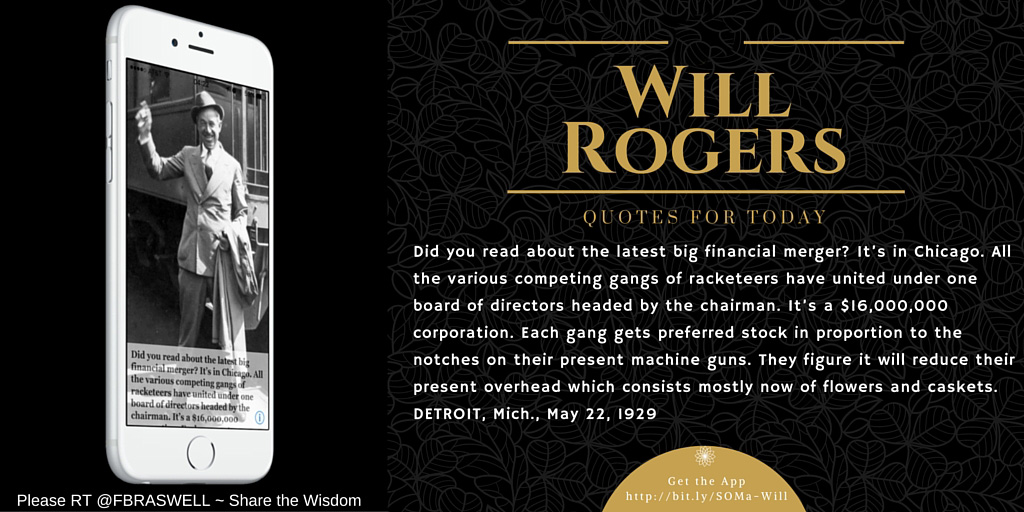 Did you read about the latest big
financial merger? It's in Chicago. All
the various competing gangs of
racketeers have united under one
board of directors headed by the
chairman. It's a $16,000,000
Please RT @FBRASWELL ~ Share the Wisdom
WILL
ROGERS
QUOTES FOR TODAY
Did you read about the latest big financial merger? It's in Chicago. All
the various competing gangs of racketeers have united under one
board of directors headed by the chairman. It's a $16,000,000
corporation. Each gang gets preferred stock in proportion to the
notches on their present machine guns. They figure it will reduce their
present overhead which consists mostly now of flowers and caskets.
DETROIT, Mich., May 22, 1929
Get the App
http://bit.ly/SOMa-Will